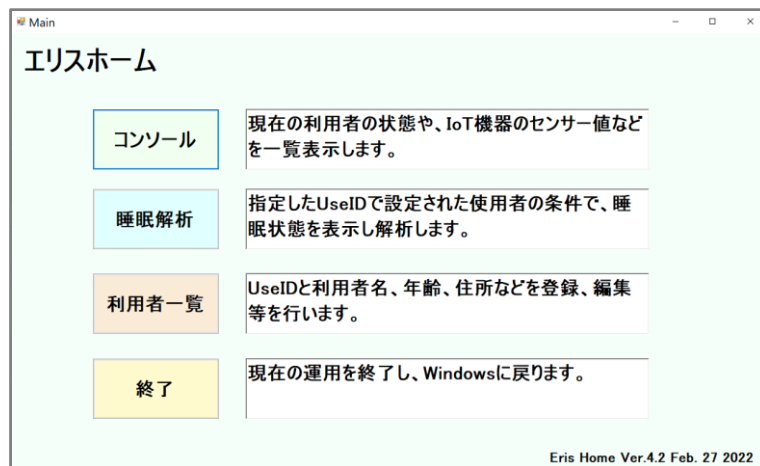 Main
エリスホーム
コンソール
現在の利用者の状態や、IoT機器のセンサー値など
を一覧表示します。
睡眠解析
指定したUseIDで設定された使用者の条件で、睡
眠状態を表示し解析します。
利用者一覧
UseIDと利用者名、年齢、住所などを登録、編集
等を行います。
終了
現在の運用を終了し、Windowsに戻ります。
Eris Home Ver.4.2 Feb. 27 2022